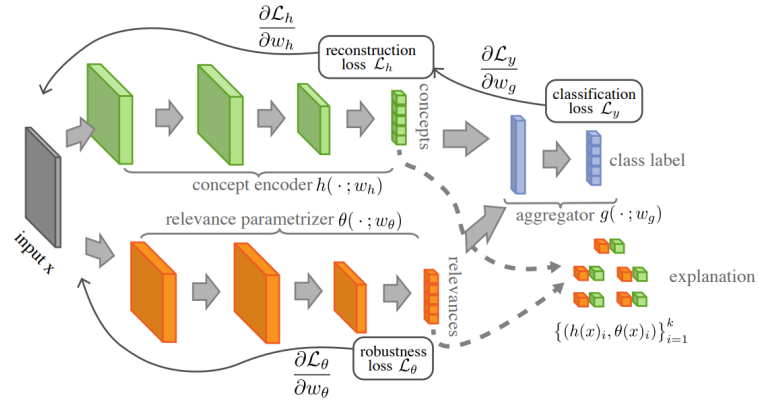 ∂ℒ_h / ∂w_h
reconstruction
loss ℒ_h
∂ℒ_y / ∂w_g
classification
loss ℒ_y
concepts
class label
concept encoder h( · ; w_h)
aggregator g( · ; w_g)
relevance parametrizer θ( · ; w_θ)
input x
relevances
explanation
{(h(x)_i, θ(x)_i)}_{i=1}^k
robustness
loss ℒ_θ
∂ℒ_θ / ∂w_θ